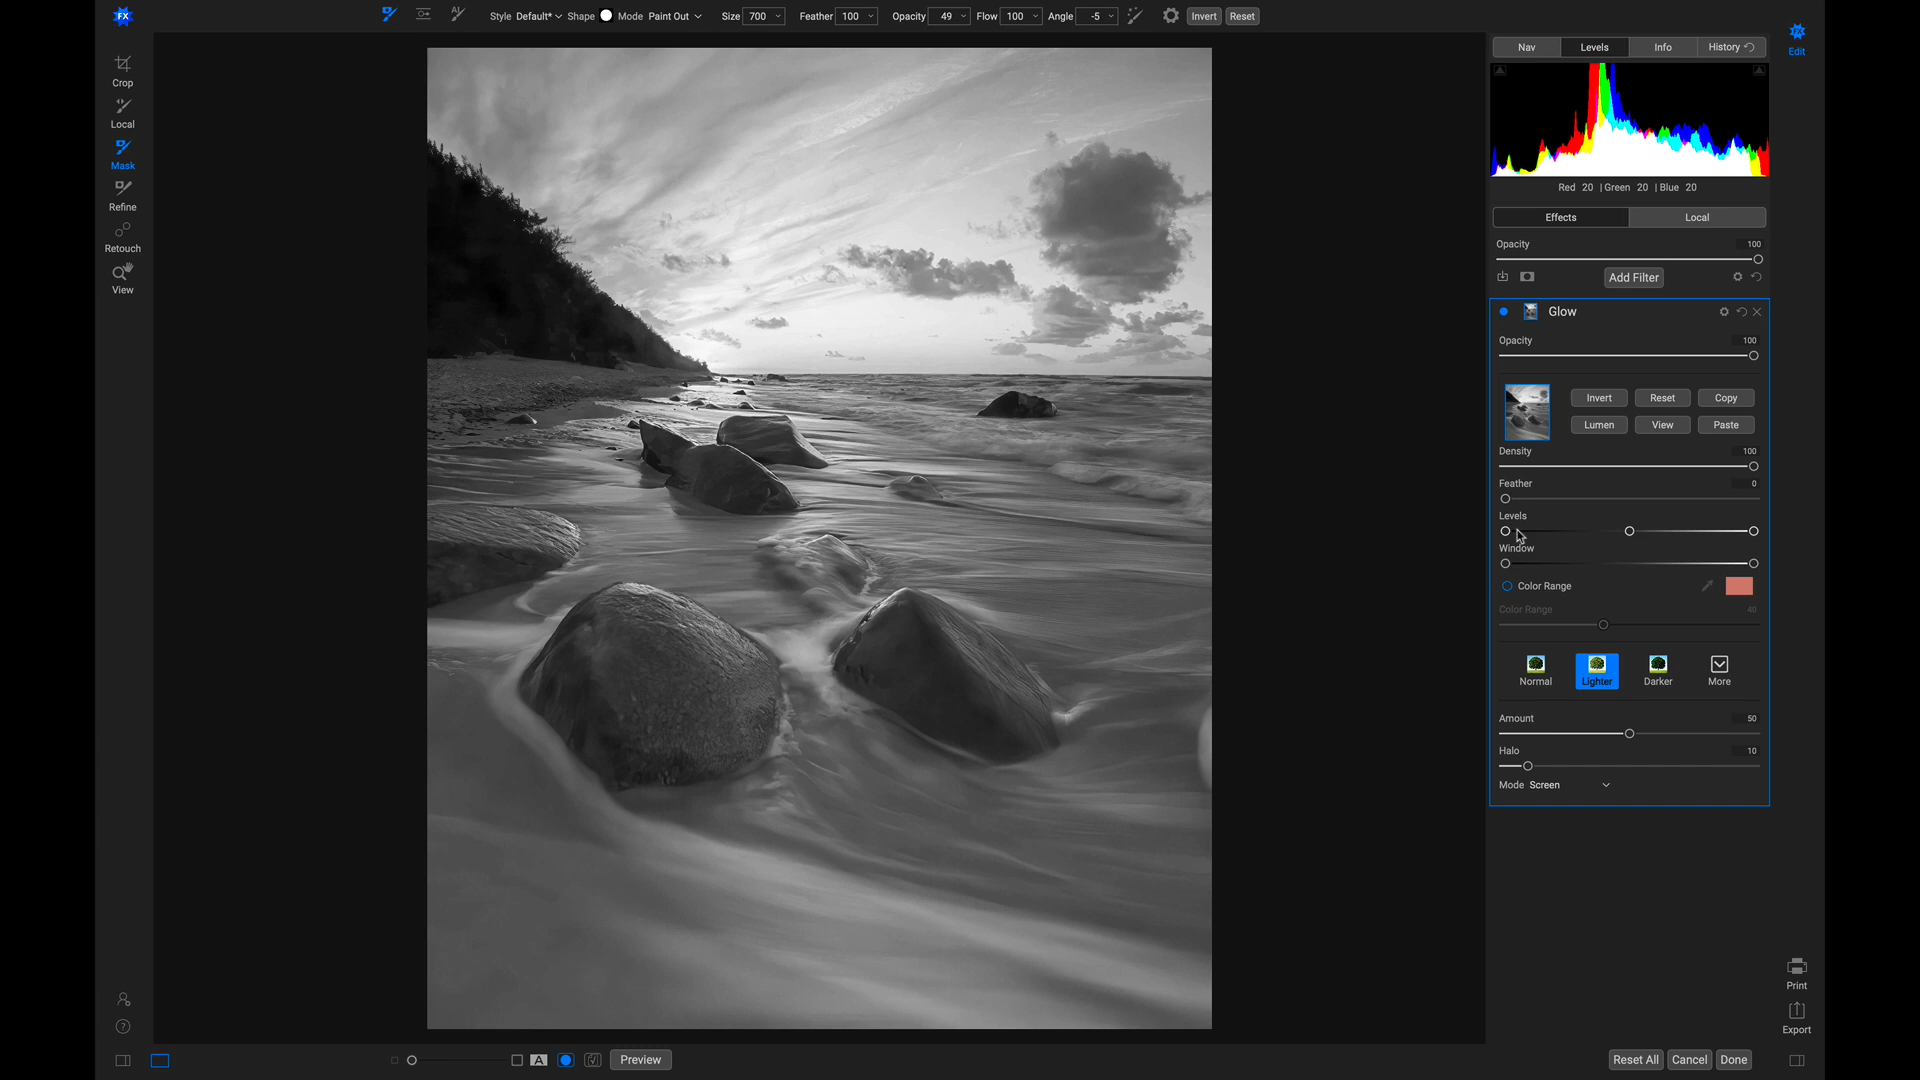 FX
Style Default* Shape Mode Paint Out Size 700 Feather 100 Opacity 49 Flow 100 Angle -5 Invert Reset
Crop
Local
Mask
Refine
Retouch
View
Nav Levels Info History
Edit
Red 20 | Green 20 | Blue 20
Effects Local
Opacity 100
Add Filter
Glow
Opacity 100
Invert Reset Copy
Lumen View Paste
Density 100
Feather 0
Levels
Window
Color Range
Color Range 40
Normal Lighter Darker More
Amount 50
Halo 10
Mode Screen
Print
Export
?
A Preview
Reset All Cancel Done